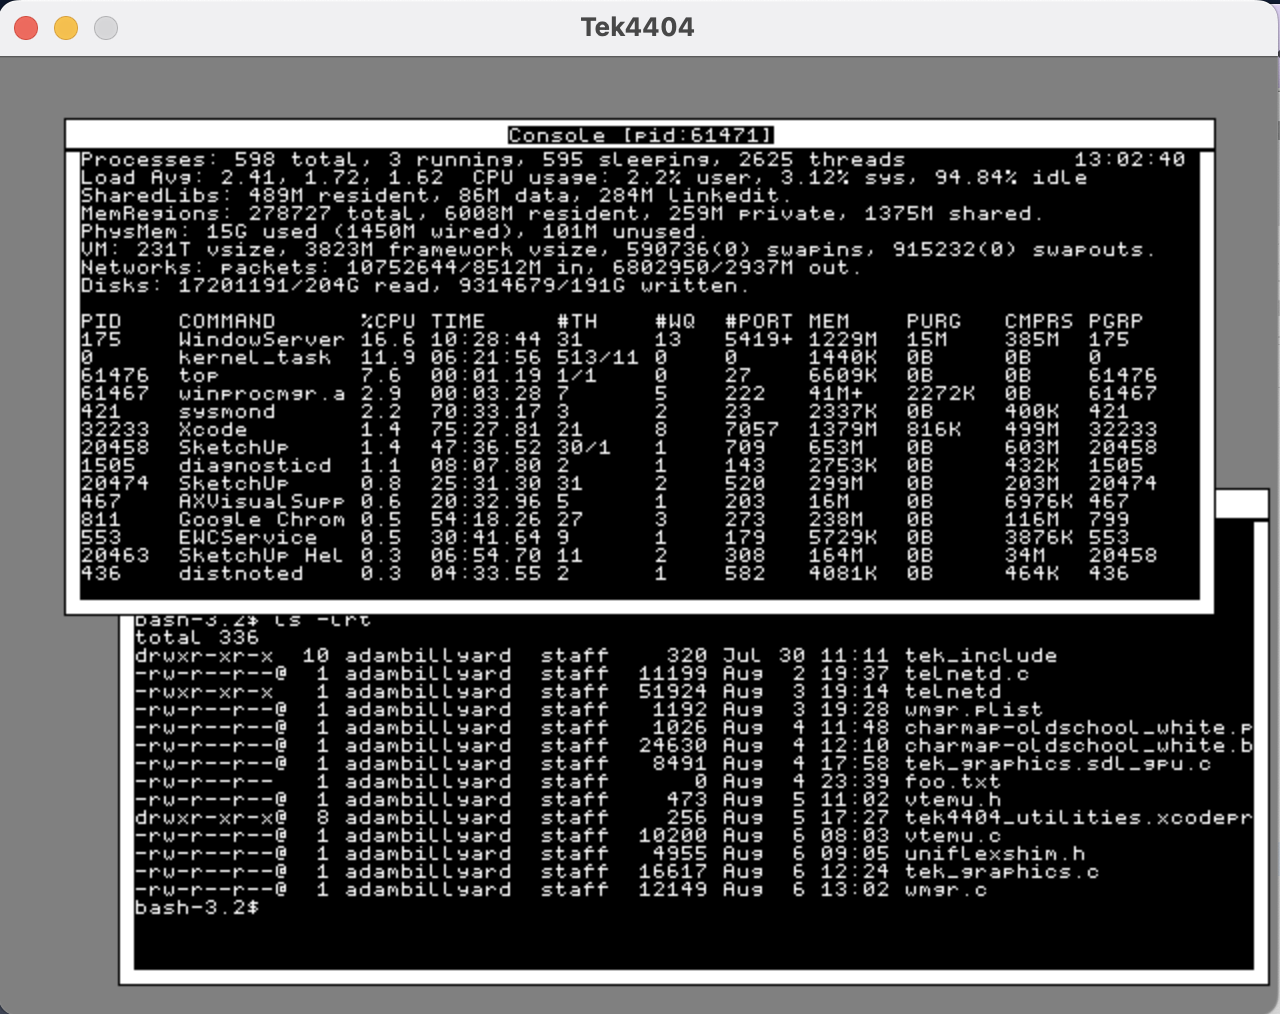 Tek4404
Console [pid:61471]
Processes: 598 total, 3 running, 595 sleeping, 2625 threads 13:02:40
Load Avg: 2.41, 1.72, 1.62 CPU usage: 2.2% user, 3.12% sys, 94.84% idle
SharedLibs: 489M resident, 86M data, 284M linkedit.
MemRegions: 278727 total, 6008M resident, 259M private, 1375M shared.
PhysMem: 15G used (1450M wired), 101M unused.
VM: 231T vsize, 3823M framework vsize, 590736(0) swapins, 915232(0) swapouts.
Networks: packets: 10752644/8512M in, 6802950/2937M out.
Disks: 17201191/204G read, 9314679/191G written.
PID COMMAND %CPU TIME #TH #WQ #PORT MEM PURG CMPRS PGRP
175 WindowServer 16.6 10:28:44 31 13 5419+ 1229M 15M 385M 175
0 kernel_task 11.9 06:21:56 513/11 0 0 1440K 0B 0B 0
61476 top 7.6 00:01.19 1/1 0 27 6609K 0B 0B 61476
61467 winprocmgr.a 2.9 00:03.28 7 5 222 41M+ 2272K 0B 61467
421 sysmond 2.2 70:33.17 3 2 23 2337K 0B 400K 421
32233 Xcode 1.4 75:27.81 21 8 7057 1379M 816K 499M 32233
20458 SketchUp 1.4 47:36.52 30/1 1 709 653M 0B 603M 20458
1505 diagnosticd 1.1 08:07.80 2 1 143 2753K 0B 432K 1505
20474 SketchUp 0.8 25:31.30 31 2 520 299M 0B 203M 20474
467 AXVisualSupp 0.6 20:32.96 5 1 203 16M 0B 6976K 467
811 Google Chrom 0.5 54:18.26 27 3 273 238M 0B 116M 799
553 EWCService 0.5 30:41.64 9 1 179 5729K 0B 3876K 553
20463 SketchUp Hel 0.3 06:54.70 11 2 308 164M 0B 34M 20458
436 distnoted 0.3 04:33.55 2 1 582 4081K 0B 464K 436
bash-3.2$ ls -lrt
total 336
drwxr-xr-x 10 adambillyard staff 320 Jul 30 11:11 tek_include
-rw-r--r--@ 1 adambillyard staff 11199 Aug 2 19:37 telnetd.c
-rwxr-xr-x 1 adambillyard staff 51924 Aug 3 19:14 telnetd
-rw-r--r--@ 1 adambillyard staff 1192 Aug 3 19:28 wmgr.plist
-rw-r--r--@ 1 adambillyard staff 1026 Aug 4 11:48 charmap-oldschool_white.p
-rw-r--r--@ 1 adambillyard staff 24630 Aug 4 12:10 charmap-oldschool_white.b
-rw-r--r--@ 1 adambillyard staff 8491 Aug 4 17:58 tek_graphics.sdl_gpu.c
-rw-r--r-- 1 adambillyard staff 0 Aug 4 23:39 foo.txt
-rw-r--r--@ 1 adambillyard staff 473 Aug 5 11:02 vtemu.h
drwxr-xr-x@ 8 adambillyard staff 256 Aug 5 17:27 tek4404_utilities.xcodepr
-rw-r--r--@ 1 adambillyard staff 10200 Aug 6 08:03 vtemu.c
-rw-r--r--@ 1 adambillyard staff 4955 Aug 6 09:05 uniflexshim.h
-rw-r--r--@ 1 adambillyard staff 16617 Aug 6 12:24 tek_graphics.c
-rw-r--r--@ 1 adambillyard staff 12149 Aug 6 13:02 wmgr.c
bash-3.2$